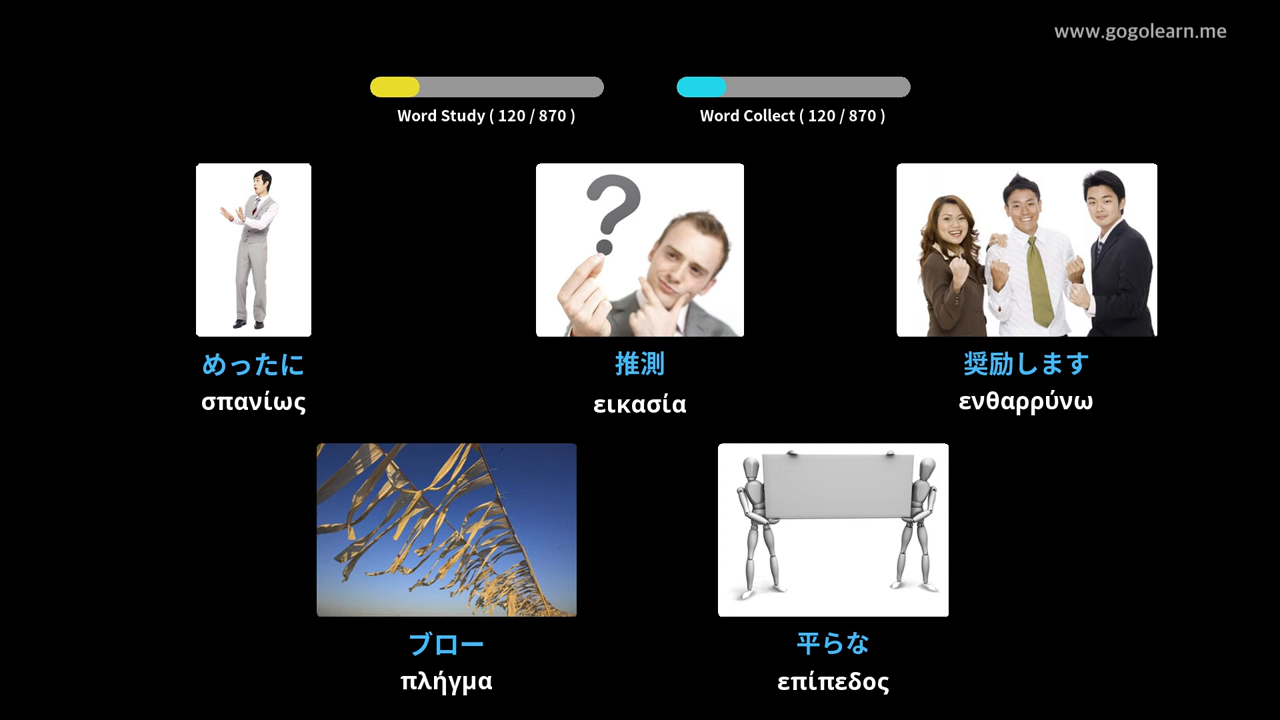 www.gogolearn.me
Word Study ( 120 / 870 )
Word Collect ( 120 / 870 )
めったに
σπανίως
推測
εικασία
奨励します
ενθαρρύνω
ブロー
πλήγμα
平らな
επίπεδος